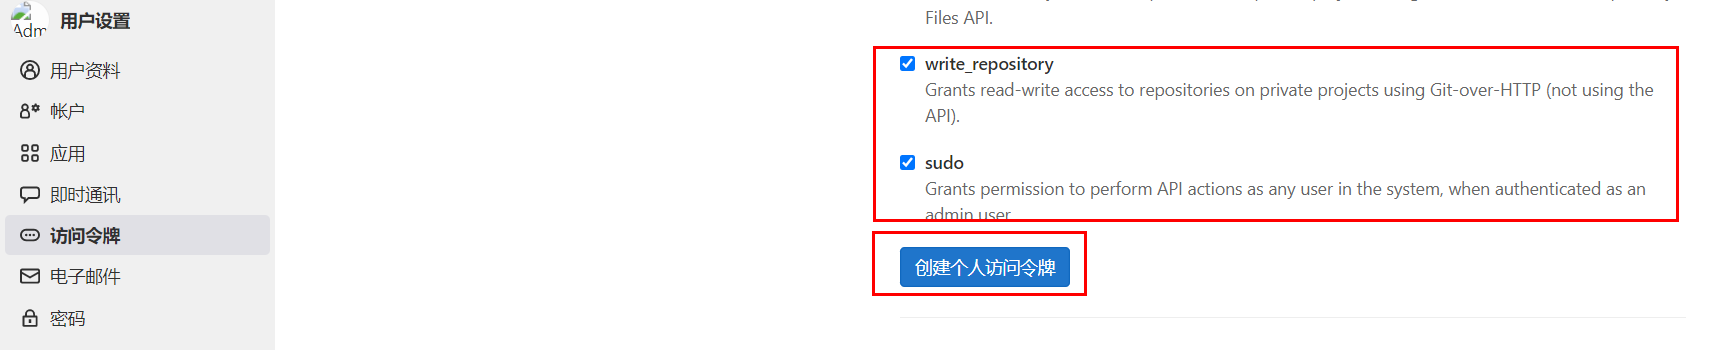 Adm
用户设置
用户资料
帐户
应用
即时通讯
访问令牌
电子邮件
密码
Files API.
write_repository
Grants read-write access to repositories on private projects using Git-over-HTTP (not using the
API).
sudo
Grants permission to perform API actions as any user in the system, when authenticated as an
admin user
创建个人访问令牌